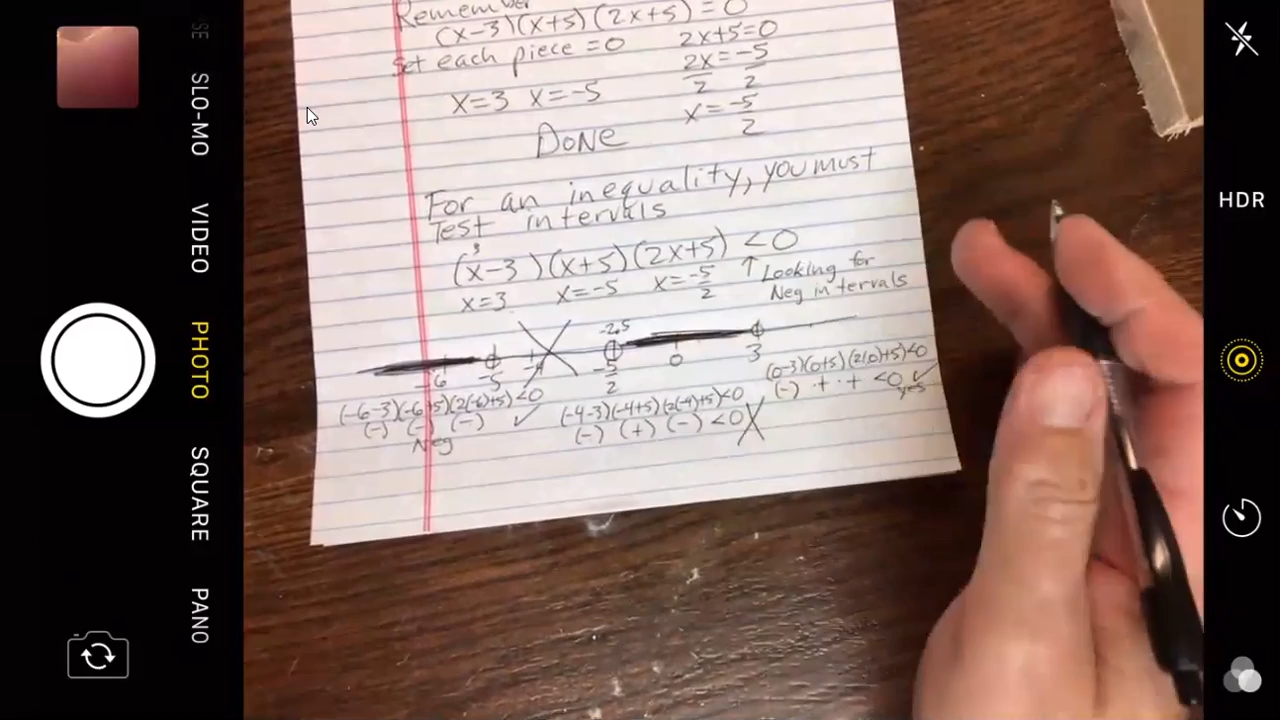 SE
SLO-MO
VIDEO
PHOTO
SQUARE
PANO
HDR
Remember
(x-3)(x+5)(2x+5)=0
Set each piece =0
2x+5=0
2x=-5
2 2
x=-5
2
x=3 x=-5
DONE
For an inequality, you must
Test intervals
(x-3)(x+5)(2x+5) <0
x=3 x=-5 x=-5
2
↑ Looking for
Neg intervals
-2.5
-6 -5 -4 -5 0 3
2
(-6-3)(-6+5)(2(-6)+5)<0
(-) (-) (-) ✓
Neg
(-4-3)(-4+5)(2(-4)+5)<0
(-) (+) (-) <0 X
(0-3)(0+5)(2(0)+5)<0
(-) + · + <0 ✓
yes